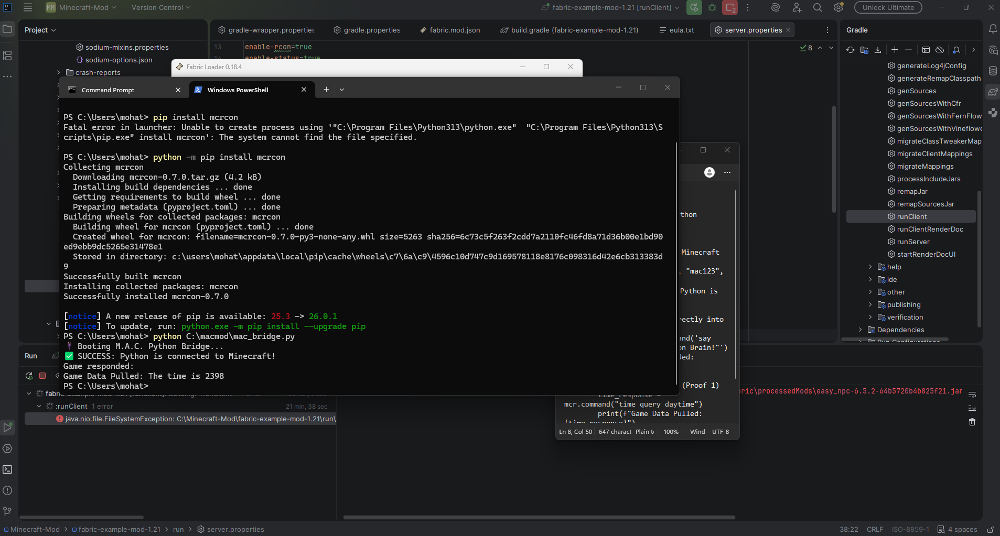 MM Minecraft-Mod
Version Control
fabric-example-mod-1.21 [runClient]
2
Unlock Ultimate
Project
gradle-wrapper.properties
gradle.properties
fabric.mod.json
build.gradle (fabric-example-mod-1.21)
eula.txt
server.properties
Gradle
sodium-mixins.properties
sodium-options.json
crash-reports
13 enable-rcon=true
14 enable-status=true
8
Fabric Loader 0.18.4
Command Prompt
Windows PowerShell
PS C:\Users\mohat> pip install mcrcon
Fatal error in launcher: Unable to create process using '"C:\Program Files\Python313\python.exe"  "C:\Program Files\Python313\S
cripts\pip.exe" install mcrcon': The system cannot find the file specified.
PS C:\Users\mohat> python -m pip install mcrcon
Collecting mcrcon
Downloading mcrcon-0.7.0.tar.gz (4.2 kB)
Installing build dependencies ... done
Getting requirements to build wheel ... done
Preparing metadata (pyproject.toml) ... done
Building wheels for collected packages: mcrcon
Building wheel for mcrcon (pyproject.toml) ... done
Created wheel for mcrcon: filename=mcrcon-0.7.0-py3-none-any.whl size=5263 sha256=6c73c5f263f2cdd7a2110fc46fd8a71d36b00e1bd90
ed9ebb9dc5265e31478e1
Stored in directory: c:\users\mohat\appdata\local\pip\cache\wheels\c7\6a\c9\4596c10d747c9d169578118e8176c098316d42e6cb313383d
9
Successfully built mcrcon
Installing collected packages: mcrcon
Successfully installed mcrcon-0.7.0
[notice] A new release of pip is available: 25.3 -> 26.0.1
[notice] To update, run: python.exe -m pip install --upgrade pip
PS C:\Users\mohat> python C:\macmod\mac_bridge.py
Booting M.A.C. Python Bridge...
SUCCESS: Python is connected to Minecraft!
Game responded:
Game Data Pulled: The time is 2398
PS C:\Users\mohat>
thon
Minecraft
, "mac123",
Python is
rectly into
and('say
on Brain!"')
ded:
(Proof 1)
time_response =
mcr.command("time query daytime")
print(f"Game Data Pulled:
{time_response}")
Ln 8, Col 50
647 charact
Plain t
100%
Wind
UTF-8
generateLog4jConfig
generateRemapClasspath
genSources
genSourcesWithCfr
genSourcesWithFernFlow
genSourcesWithVineflowe
migrateClassTweakerMap
migrateClientMappings
migrateMappings
processIncludeJars
remapJar
remapSourcesJar
runClient
runClientRenderDoc
runServer
startRenderDocUI
help
ide
other
publishing
verification
Dependencies
Run Configurations
Run
:runClient 1 error
21 min, 38 sec
java.nio.file.FileSystemException: C:\Minecraft-Mod\fabric-example-mod-1.21\run\
ric\processedMods\easy_npc-6.5.2-64b5720b4b825f21.jar
Minecraft-Mod > fabric-example-mod-1.21 > run > server.properties
38:22
CRLF
ISO-8859-1
4 spaces